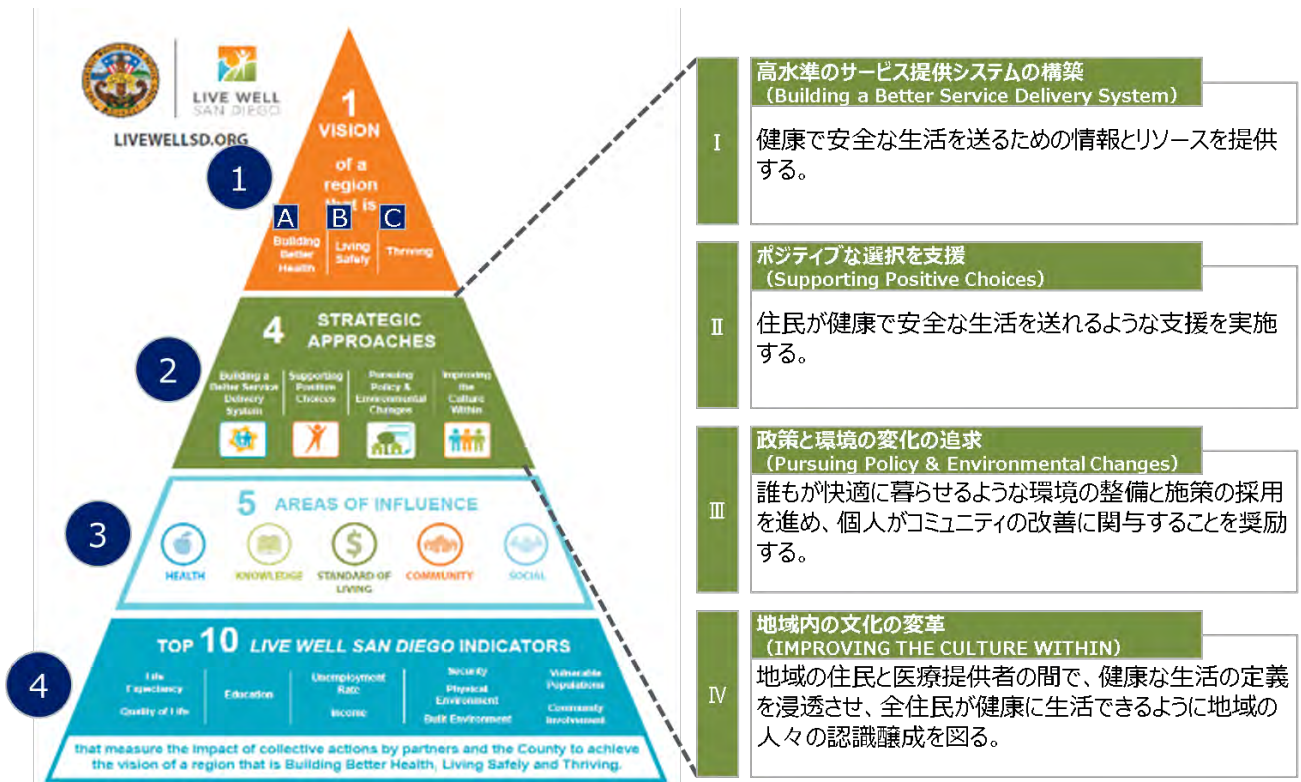 LIVE WELL
SAN DIEGO
LIVEWELLSD.ORG
1
VISION
of a
region
that is
1
A
B
C
Building
Better
Health
Living
Safely
Thriving
4
STRATEGIC
APPROACHES
2
Building a
Better Service
Delivery
System
Supporting
Positive
Choices
Pursuing
Policy &
Environmental
Changes
Improving
the
Culture
Within
5 AREAS OF INFLUENCE
3
$
HEALTH
KNOWLEDGE
STANDARD OF
LIVING
COMMUNITY
SOCIAL
TOP 10 LIVE WELL SAN DIEGO INDICATORS
4
Life
Expectancy
Quality of Life
Education
Unemployment
Rate
Income
Security
Physical
Environment
Built Environment
Vulnerable
Populations
Community
Involvement
that measure the impact of collective actions by partners and the County to achieve
the vision of a region that is Building Better Health, Living Safely and Thriving.
Ⅰ
高水準のサービス提供システムの構築
（Building a Better Service Delivery System）
健康で安全な生活を送るための情報とリソースを提供
する。
Ⅱ
ポジティブな選択を支援
（Supporting Positive Choices）
住民が健康で安全な生活を送れるような支援を実施
する。
Ⅲ
政策と環境の変化の追求
（Pursuing Policy & Environmental Changes）
誰もが快適に暮らせるような環境の整備と施策の採用
を進め、個人がコミュニティの改善に関与することを奨励
する。
Ⅳ
地域内の文化の変革
（IMPROVING THE CULTURE WITHIN）
地域の住民と医療提供者の間で、健康な生活の定義
を浸透させ、全住民が健康に生活できるように地域の
人々の認識醸成を図る。